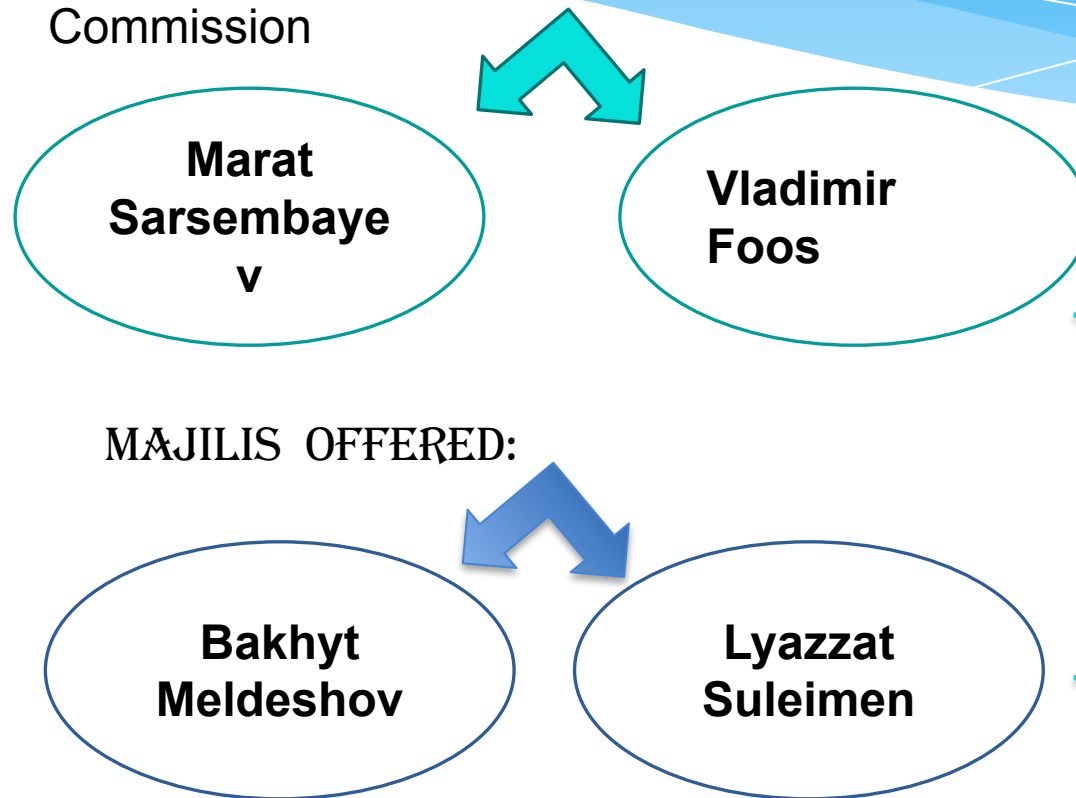 Commission
Marat
Sarsembaye
v
Vladimir
Foos
MAJILIS OFFERED:
Bakhyt
Meldeshov
Lyazzat
Suleimen